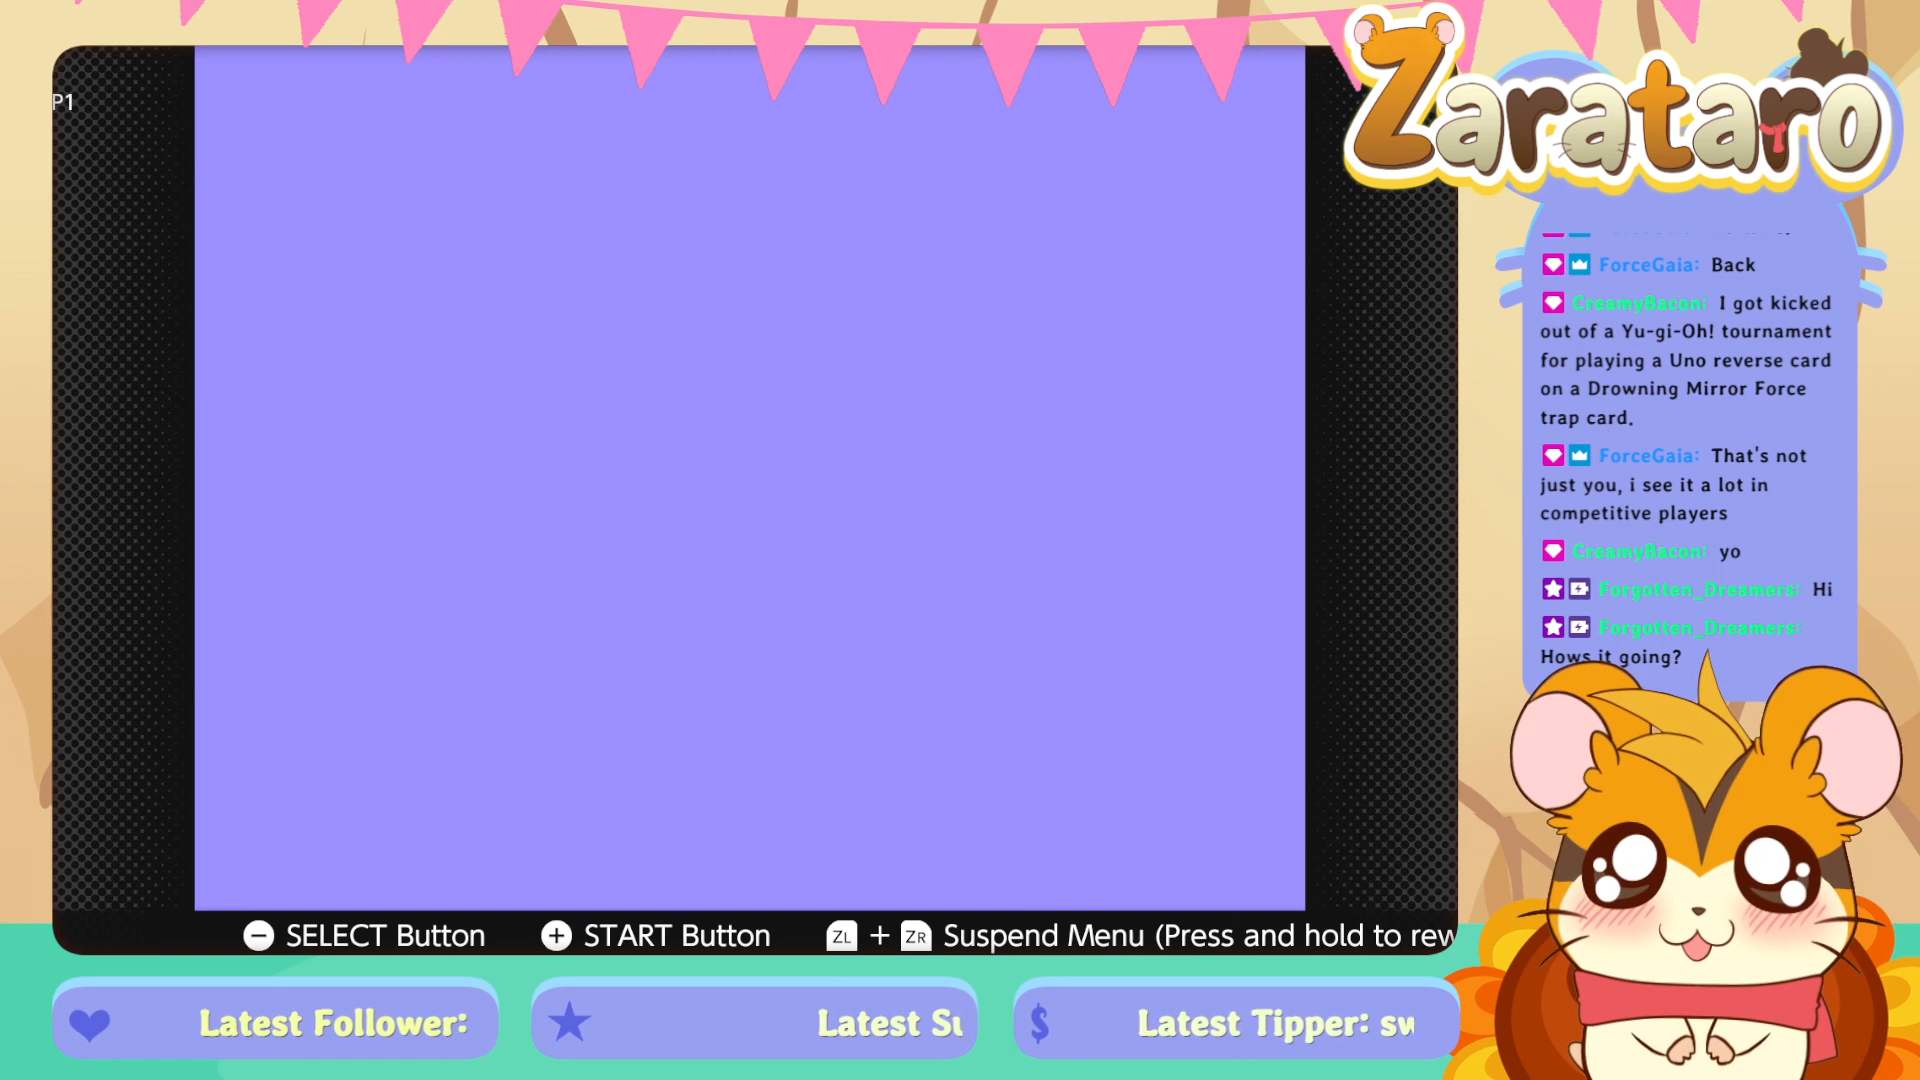 Zarataro
P1
ForceGaia: Back
CreamyBacon: I got kicked
out of a Yu-gi-Oh! tournament
for playing a Uno reverse card
on a Drowning Mirror Force
trap card.
ForceGaia: That's not
just you, i see it a lot in
competitive players
CreamyBacon: yo
Forgotten_Dreamers: Hi
Forgotten_Dreamers:
Hows it going?
SELECT Button
START Button
ZL + ZR Suspend Menu (Press and hold to rew
Latest Follower:
Latest Su
Latest Tipper: sw